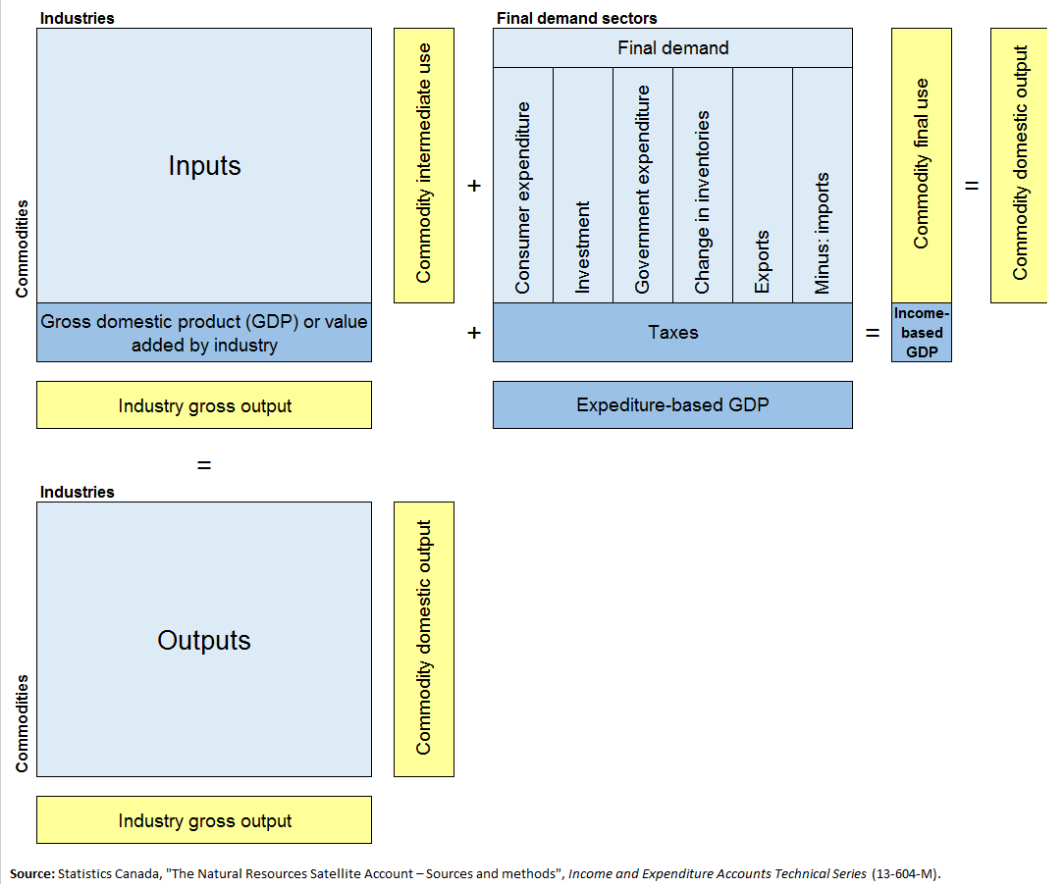 Industries
Final demand sectors
Commodities
Inputs
Commodity intermediate use
+
Final demand
Consumer expenditure
Investment
Government expenditure
Change in inventories
Exports
Minus: imports
Commodity final use
=
Commodity domestic output
Gross domestic product (GDP) or value
added by industry
+
Taxes
=
Income-
based
GDP
Industry gross output
Expediture-based GDP
=
Industries
Commodities
Outputs
Commodity domestic output
Industry gross output
Source: Statistics Canada, "The Natural Resources Satellite Account – Sources and methods", Income and Expenditure Accounts Technical Series (13-604-M).